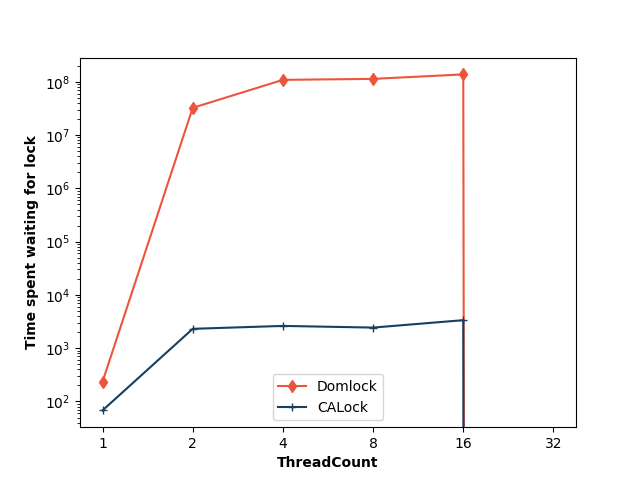 Time spent waiting for lock
10⁸
10⁷
10⁶
10⁵
10⁴
10³
10²
Domlock
CALock
1 2 4 8 16 32
ThreadCount